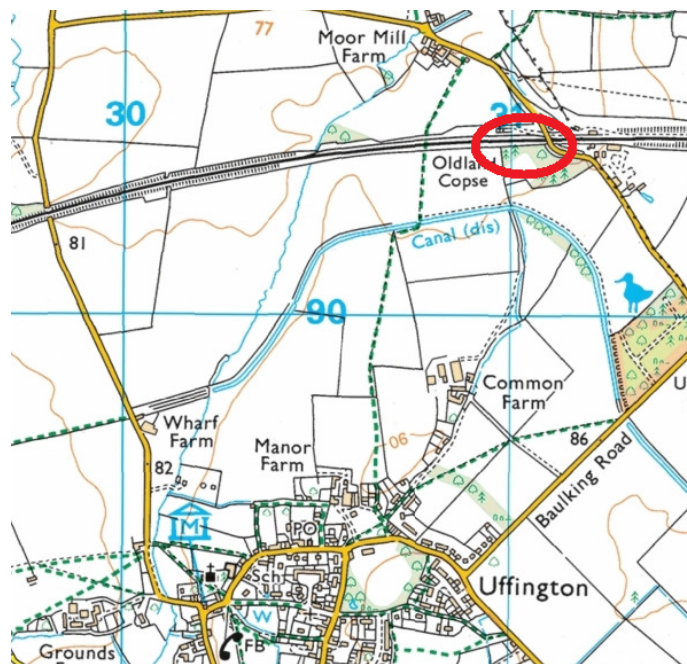 77
Moor Mill
Farm
30
31
Oldland
Copse
81
Canal (dis)
90
Common
Farm
Wharf
Farm
Manor
Farm
90
86
82
Baulking Road
U
M
PO
Sch
Uffington
W
Grounds
FB